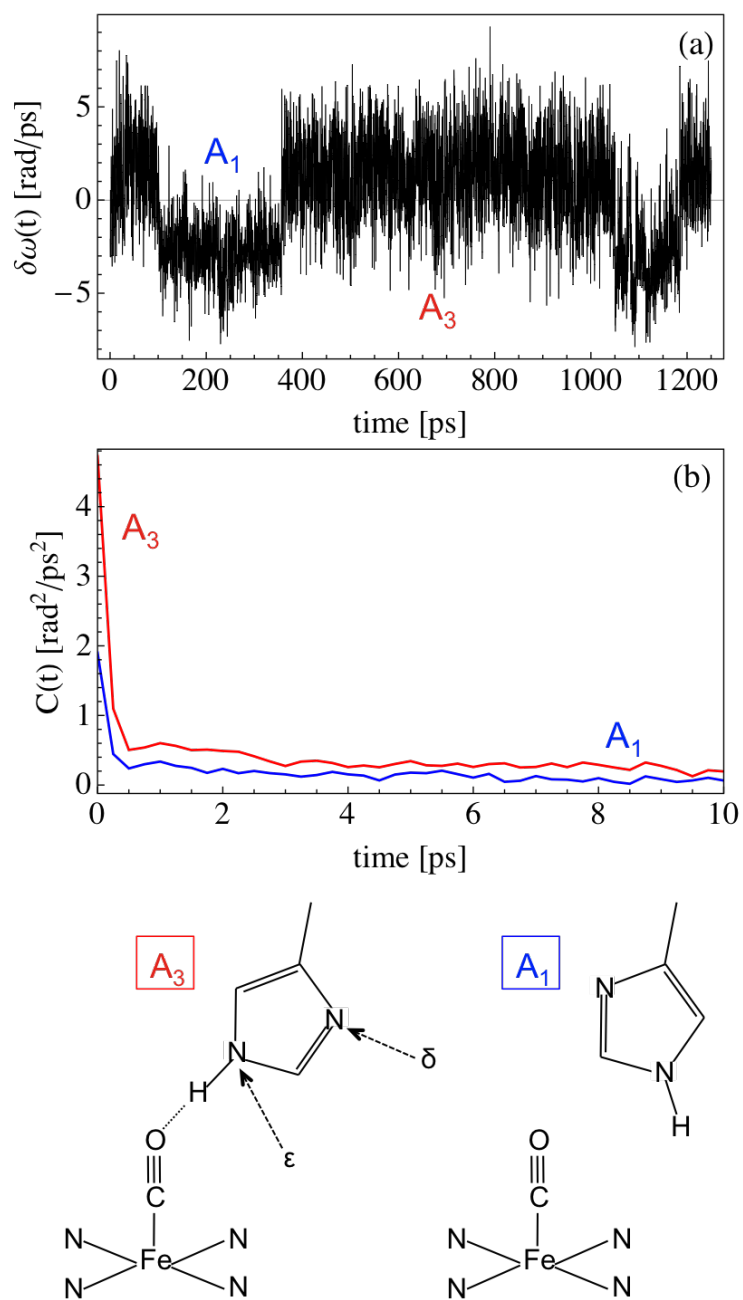 (a)
δω(t) [rad/ps]
5
0
−5
A1
A3
0 200 400 600 800 1000 1200
time [ps]
(b)
C(t) [rad²/ps²]
4
3
2
1
0
A3
A1
0 2 4 6 8 10
time [ps]
A3
A1
N
N
δ
H
N
N
H
ε
O
C
N N
Fe
N N
O
C
N N
Fe
N N